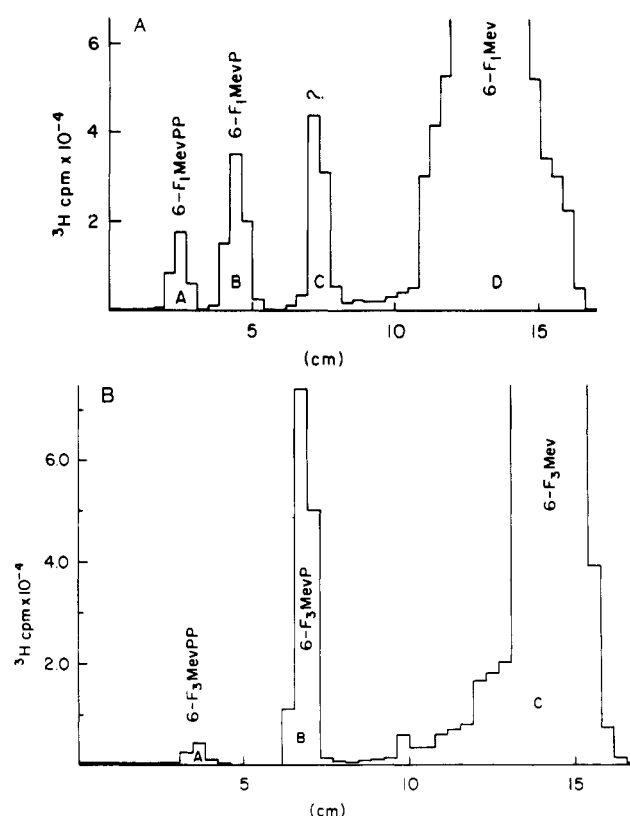 A
6
4
2
³H cpm x 10⁻⁴
6-F₁MevPP
6-F₁MevP
?
6-F₁Mev
A
B
C
D
5
10
15
(cm)
B
6.0
4.0
2.0
³H cpm x 10⁻⁴
6-F₃MevPP
6-F₃MevP
6-F₃Mev
A
B
C
5
10
15
(cm)